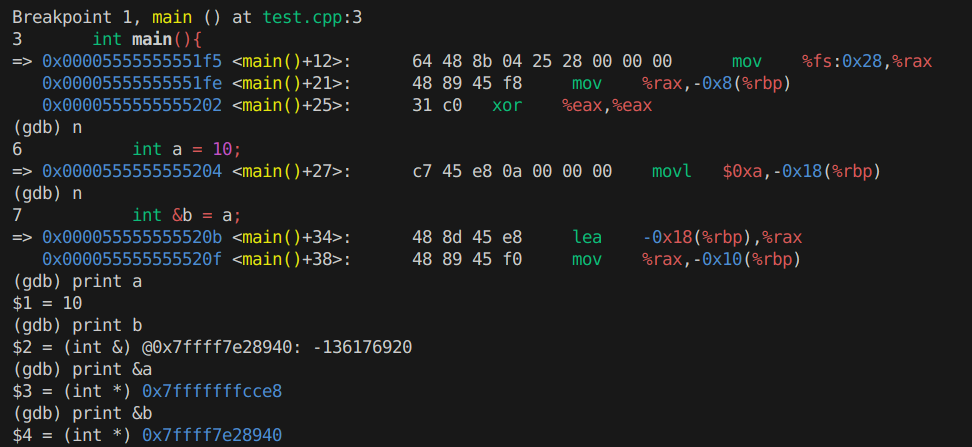 Breakpoint 1, main () at test.cpp:3
3       int main(){
=> 0x00005555555551f5 <main()+12>:      64 48 8b 04 25 28 00 00 00      mov    %fs:0x28,%rax
   0x00005555555551fe <main()+21>:      48 89 45 f8     mov    %rax,-0x8(%rbp)
   0x0000555555555202 <main()+25>:      31 c0   xor    %eax,%eax
(gdb) n
6           int a = 10;
=> 0x0000555555555204 <main()+27>:      c7 45 e8 0a 00 00 00    movl   $0xa,-0x18(%rbp)
(gdb) n
7           int &b = a;
=> 0x000055555555520b <main()+34>:      48 8d 45 e8     lea    -0x18(%rbp),%rax
   0x000055555555520f <main()+38>:      48 89 45 f0     mov    %rax,-0x10(%rbp)
(gdb) print a
$1 = 10
(gdb) print b
$2 = (int &) @0x7ffff7e28940: -136176920
(gdb) print &a
$3 = (int *) 0x7fffffffcce8
(gdb) print &b
$4 = (int *) 0x7ffff7e28940